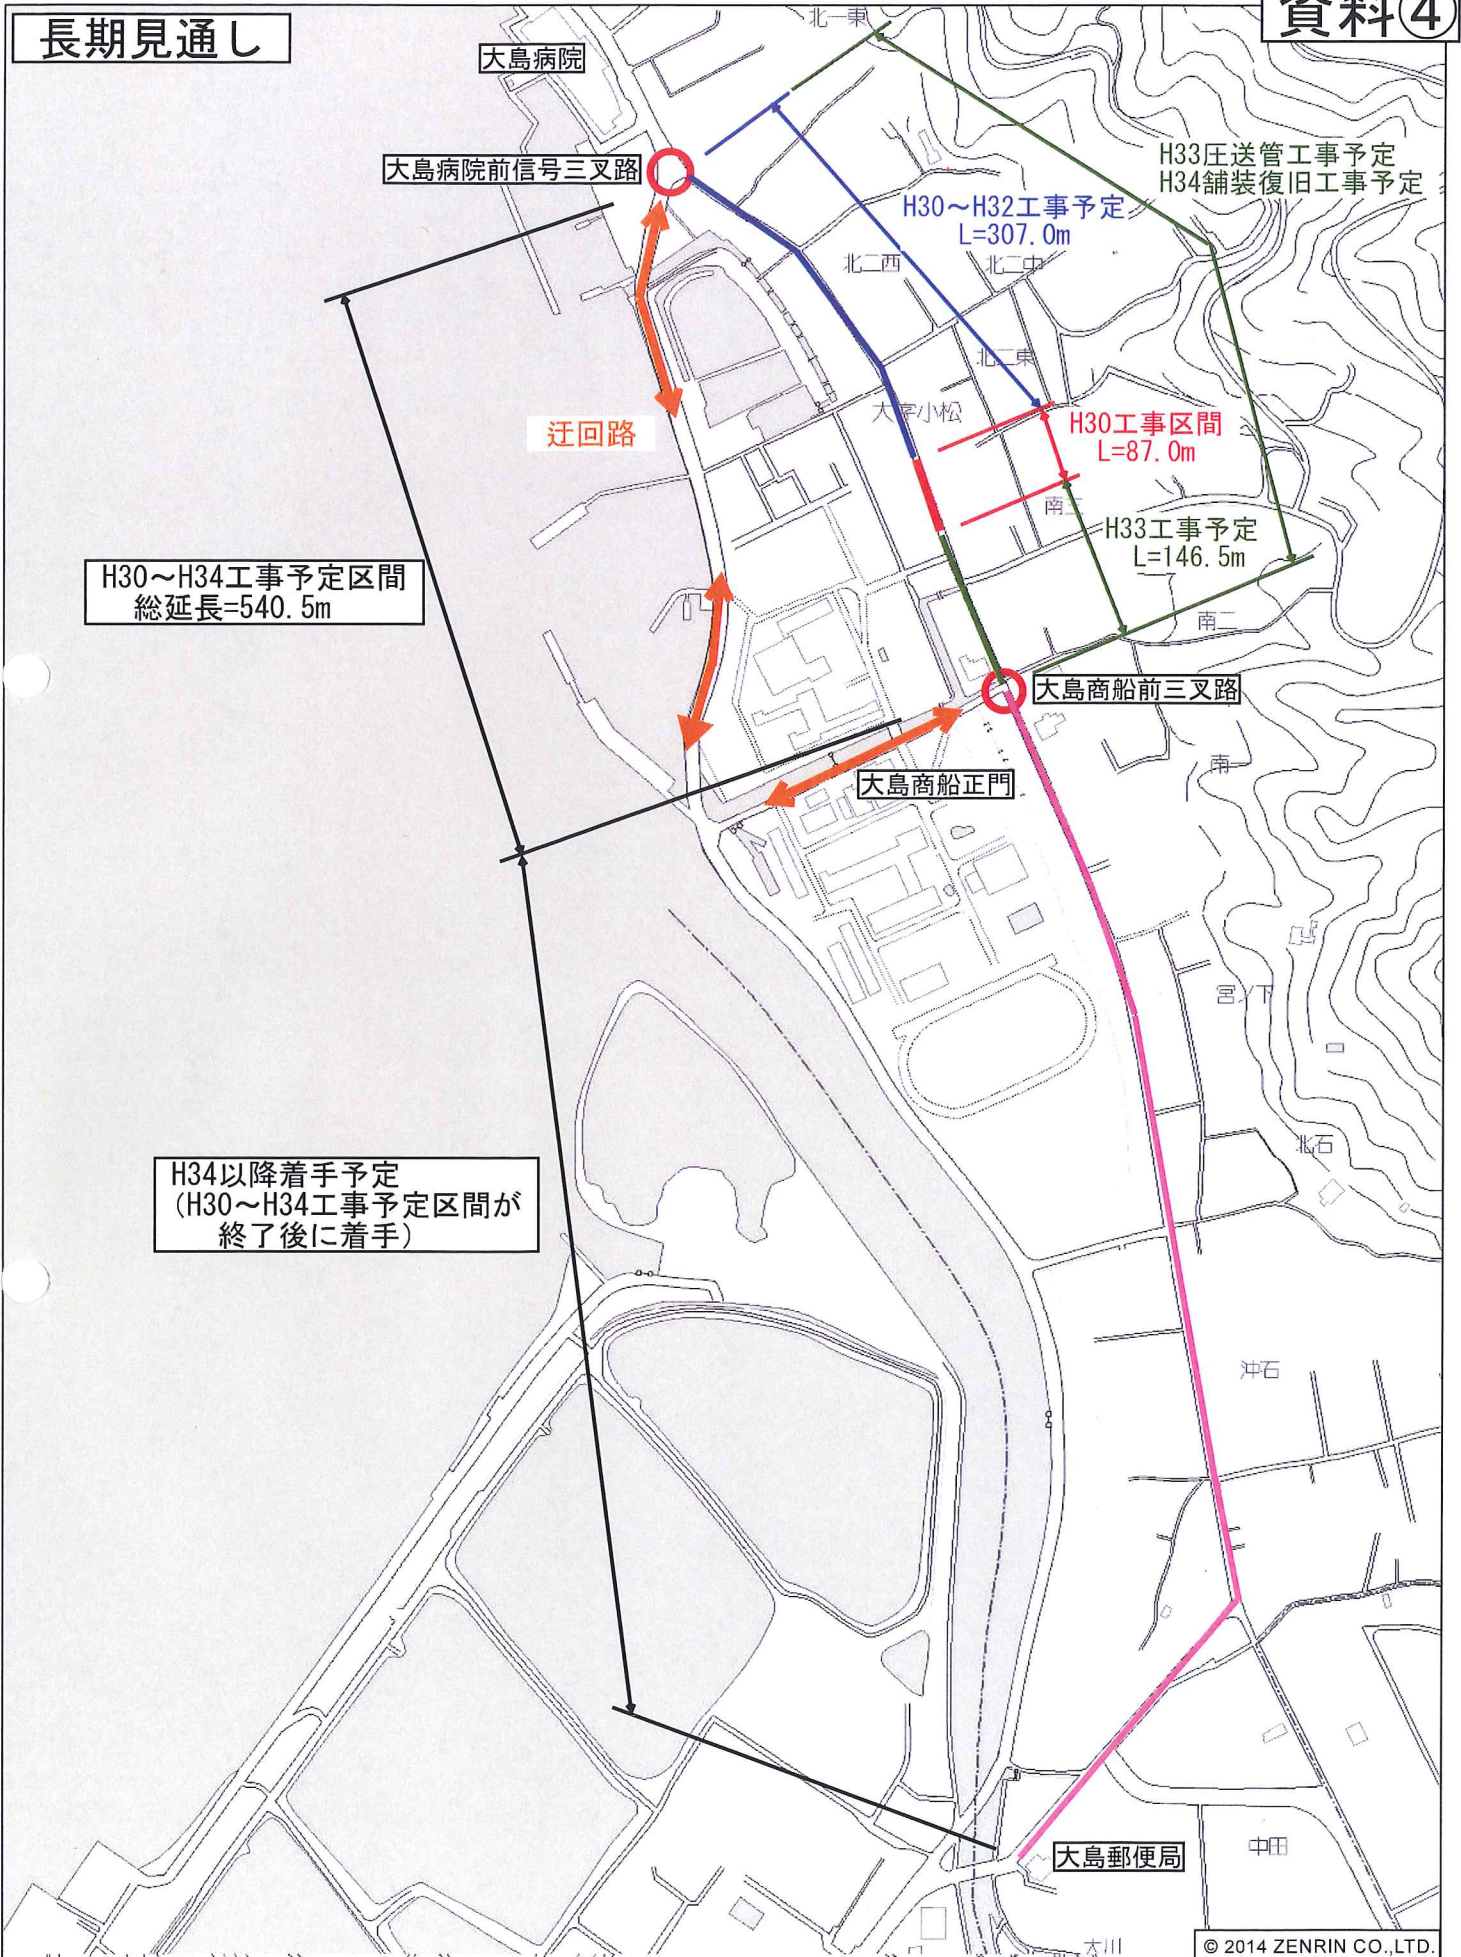 長期見通し
資料④
北一東
大島病院
大島病院前信号三叉路
H33圧送管工事予定
H34舗装復旧工事予定
H30～H32工事予定
L=307.0m
北二西
北二中
北二東
大字小松
迂回路
H30工事区間
L=87.0m
南三
H33工事予定
L=146.5m
H30～H34工事予定区間
総延長=540.5m
南二
大島商船前三叉路
南一
大島商船正門
宮ノ下
北石
H34以降着手予定
(H30～H34工事予定区間が
終了後に着手)
沖石
中田
大島郵便局
大川
© 2014 ZENRIN CO.,LTD.